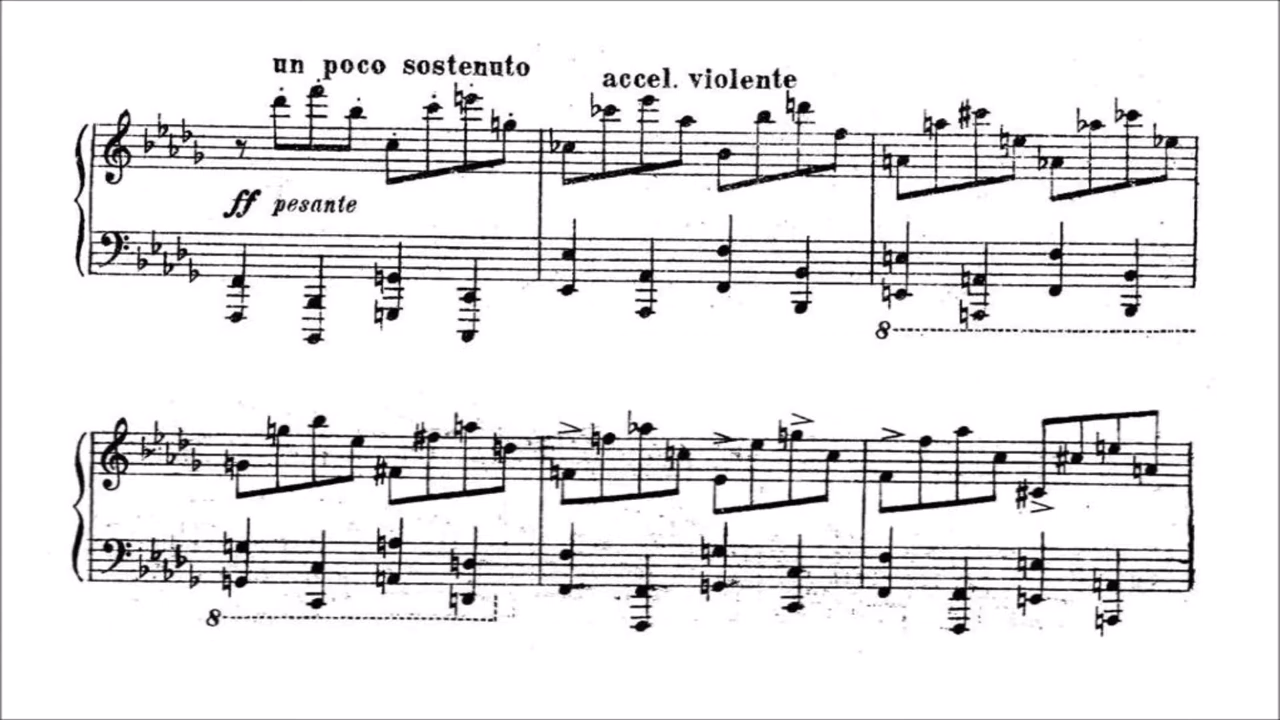 un poco sostenuto
accel. violente
ff pesante
8
8